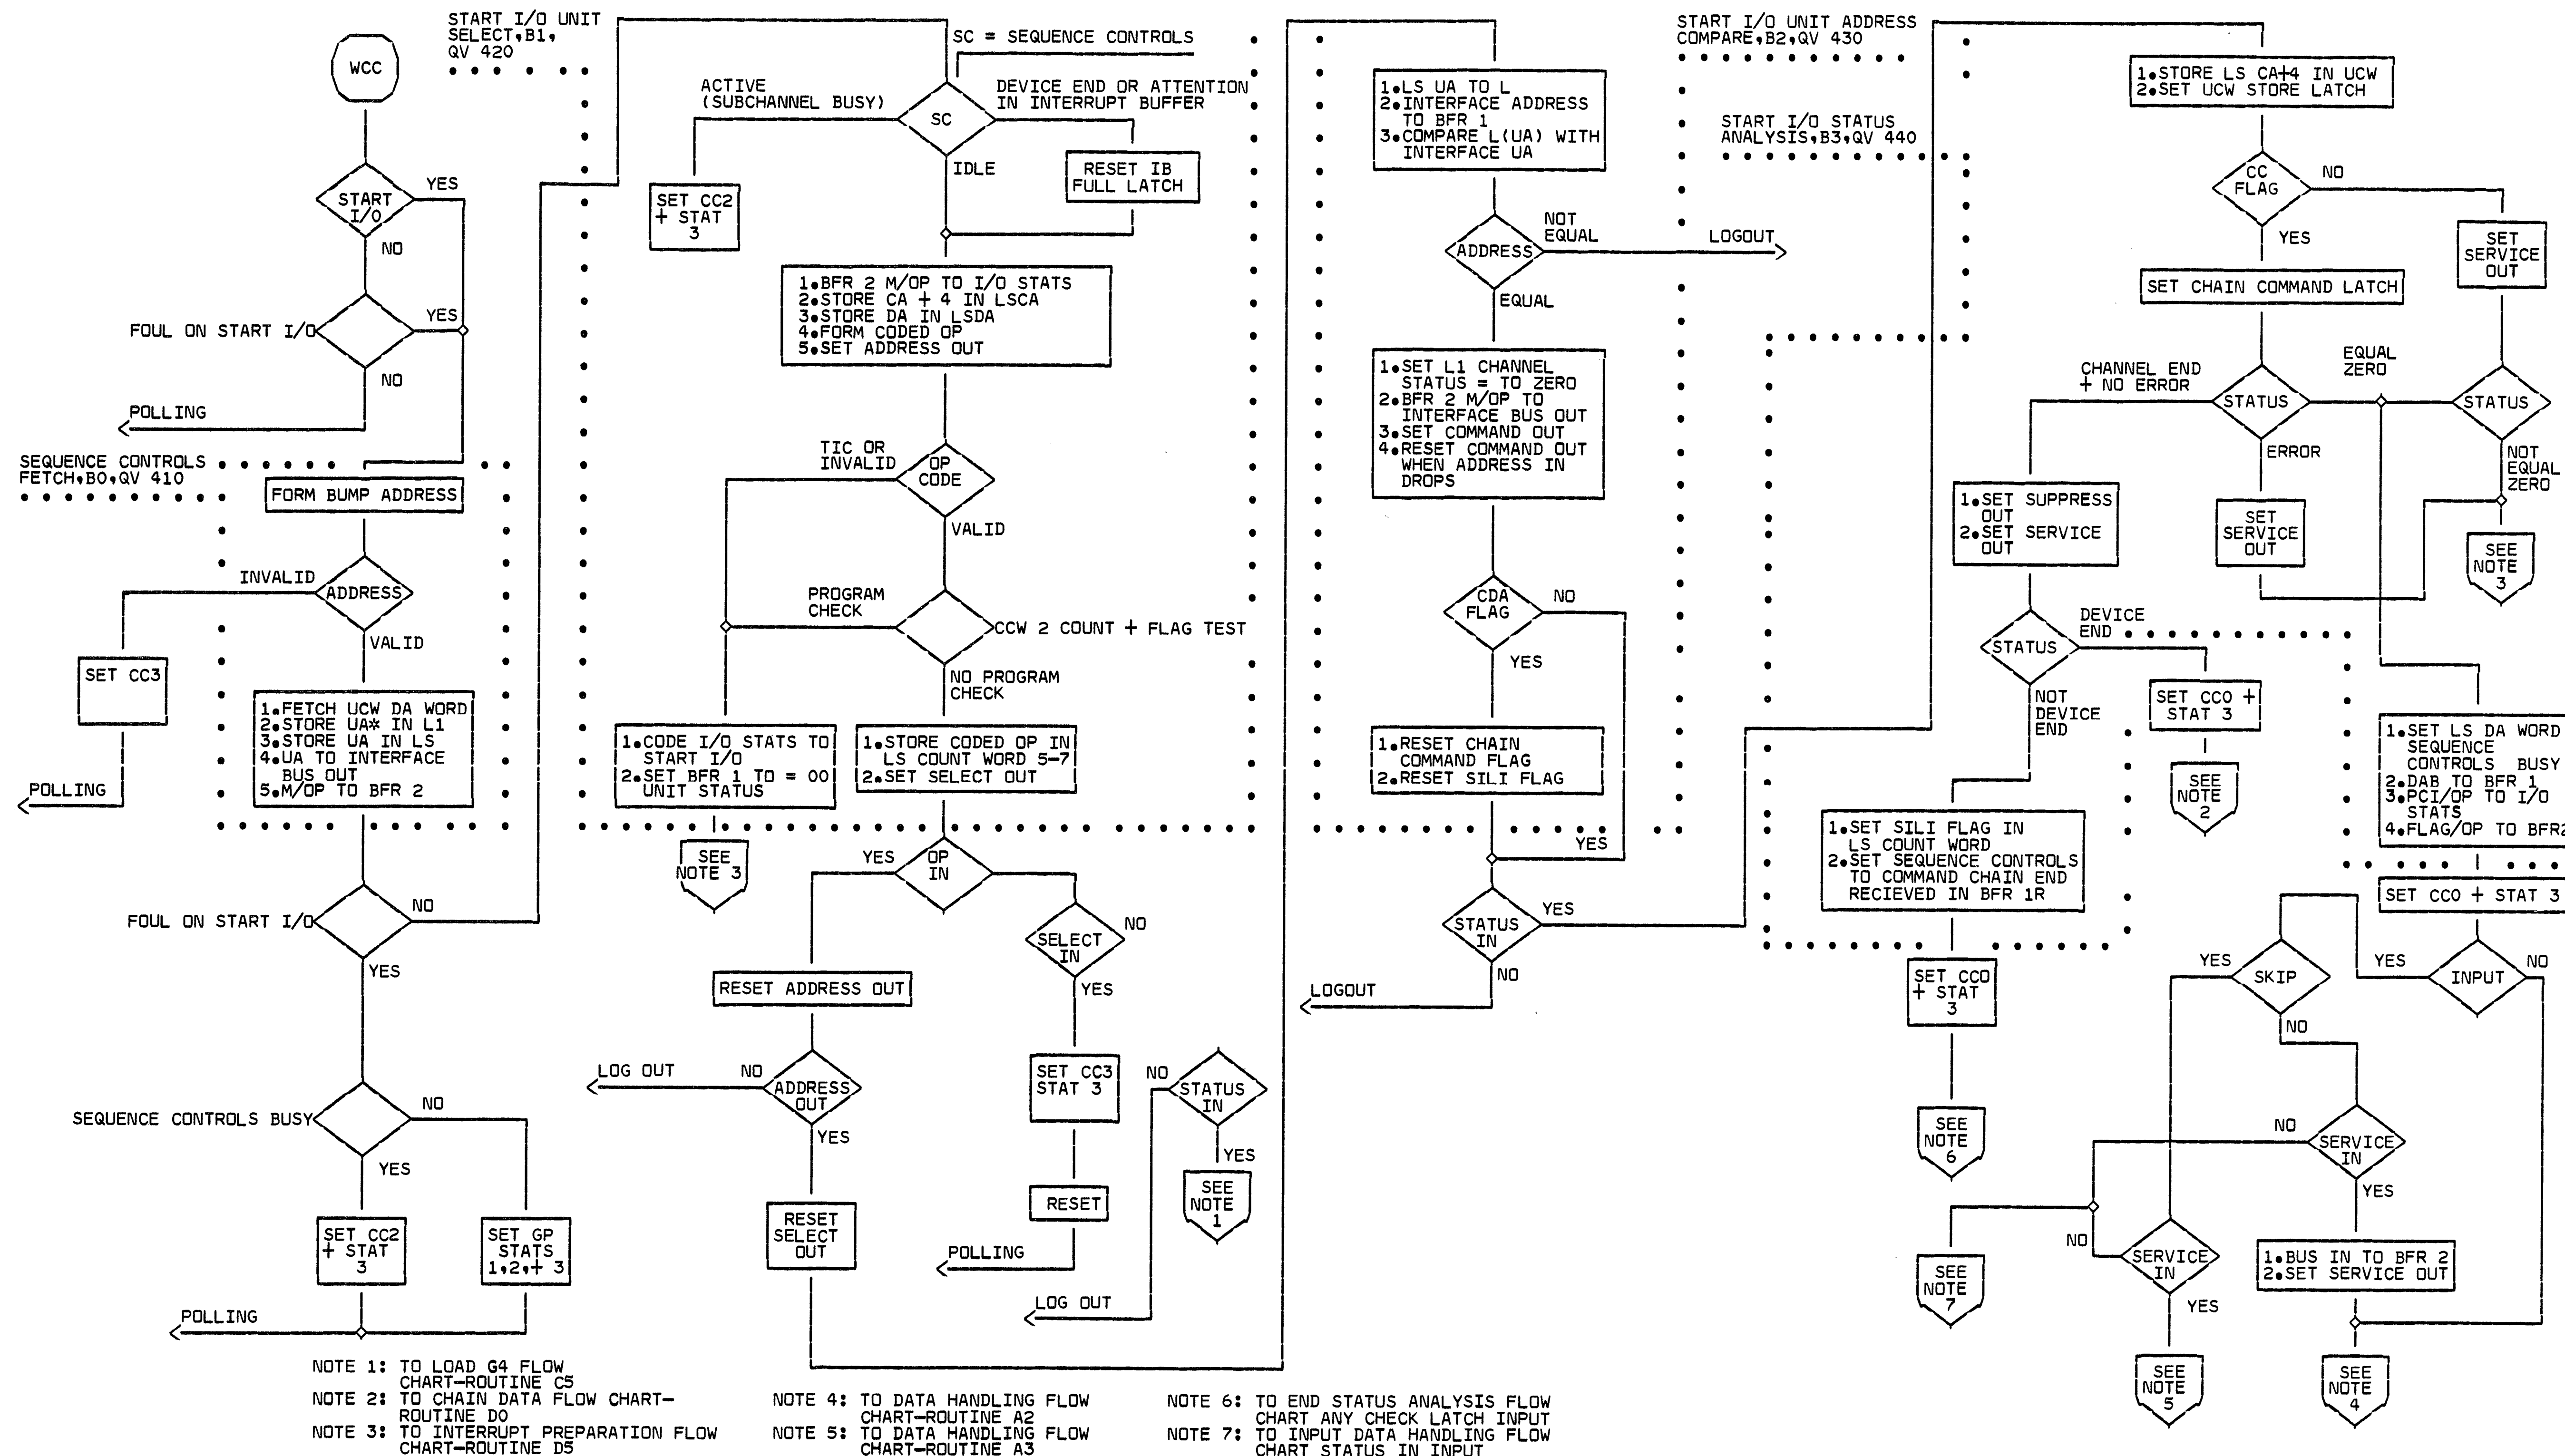 WCC
START I/O
YES
NO
FOUL ON START I/O
YES
NO
POLLING
SEQUENCE CONTROLS
FETCH,B0,QV 410
FORM BUMP ADDRESS
INVALID
ADDRESS
VALID
SET CC3
POLLING
1.FETCH UCW DA WORD
2.STORE UA* IN L1
3.STORE UA IN LS
4.UA TO INTERFACE
BUS OUT
5.M/OP TO BFR 2
FOUL ON START I/O
NO
YES
SEQUENCE CONTROLS BUSY
NO
YES
SET CC2
+ STAT
3
SET GP
STATS
1,2,+ 3
POLLING
START I/O UNIT
SELECT,B1,
QV 420
SC = SEQUENCE CONTROLS
ACTIVE
(SUBCHANNEL BUSY)
DEVICE END OR ATTENTION
IN INTERRUPT BUFFER
SC
IDLE
SET CC2
+ STAT
3
RESET IB
FULL LATCH
1.BFR 2 M/OP TO I/O STATS
2.STORE CA + 4 IN LSCA
3.STORE DA IN LSDA
4.FORM CODED OP
5.SET ADDRESS OUT
TIC OR
INVALID
OP
CODE
VALID
PROGRAM
CHECK
CCW 2 COUNT + FLAG TEST
NO PROGRAM
CHECK
1.CODE I/O STATS TO
START I/O
2.SET BFR 1 TO = 00
UNIT STATUS
1.STORE CODED OP IN
LS COUNT WORD 5-7
2.SET SELECT OUT
SEE
NOTE 3
YES
OP
IN
NO
SELECT
IN
YES
RESET ADDRESS OUT
LOG OUT
NO
ADDRESS
OUT
YES
SET CC3
STAT 3
RESET
POLLING
RESET
SELECT
OUT
NO
STATUS
IN
YES
SEE
NOTE
1
LOG OUT
START I/O UNIT ADDRESS
COMPARE,B2,QV 430
1.LS UA TO L
2.INTERFACE ADDRESS
TO BFR 1
3.COMPARE L(UA) WITH
INTERFACE UA
START I/O STATUS
ANALYSIS,B3,QV 440
NOT
EQUAL
LOGOUT
ADDRESS
EQUAL
1.SET L1 CHANNEL
STATUS = TO ZERO
2.BFR 2 M/OP TO
INTERFACE BUS OUT
3.SET COMMAND OUT
4.RESET COMMAND OUT
WHEN ADDRESS IN
DROPS
CDA
FLAG
NO
YES
1.RESET CHAIN
COMMAND FLAG
2.RESET SILI FLAG
YES
STATUS
IN
YES
NO
LOGOUT
1.STORE LS CA+4 IN UCW
2.SET UCW STORE LATCH
CC
FLAG
NO
YES
SET
SERVICE
OUT
SET CHAIN COMMAND LATCH
CHANNEL END
+ NO ERROR
EQUAL
ZERO
STATUS
STATUS
ERROR
NOT
EQUAL
ZERO
1.SET SUPPRESS
OUT
2.SET SERVICE
OUT
SET
SERVICE
OUT
SEE
NOTE
3
STATUS
DEVICE
END
NOT
DEVICE
END
SET CC0 +
STAT 3
SEE
NOTE
2
1.SET LS DA WORD
SEQUENCE
CONTROLS BUSY
2.DAB TO BFR 1
3.PCI/OP TO I/O
STATS
4.FLAG/OP TO BFR2
1.SET SILI FLAG IN
LS COUNT WORD
2.SET SEQUENCE CONTROLS
TO COMMAND CHAIN END
RECIEVED IN BFR 1R
SET CC0 + STAT 3
SET CC0
+ STAT
3
YES
SKIP
NO
YES
INPUT
NO
SEE
NOTE
6
NO
SERVICE
IN
YES
SEE
NOTE
7
NO
SERVICE
IN
YES
1.BUS IN TO BFR 2
2.SET SERVICE OUT
SEE
NOTE
5
SEE
NOTE
4
NOTE 1: TO LOAD G4 FLOW
CHART-ROUTINE C5
NOTE 2: TO CHAIN DATA FLOW CHART-
ROUTINE D0
NOTE 3: TO INTERRUPT PREPARATION FLOW
CHART-ROUTINE D5
NOTE 4: TO DATA HANDLING FLOW
CHART-ROUTINE A2
NOTE 5: TO DATA HANDLING FLOW
CHART-ROUTINE A3
NOTE 6: TO END STATUS ANALYSIS FLOW
CHART ANY CHECK LATCH INPUT
NOTE 7: TO INPUT DATA HANDLING FLOW
CHART STATUS IN INPUT